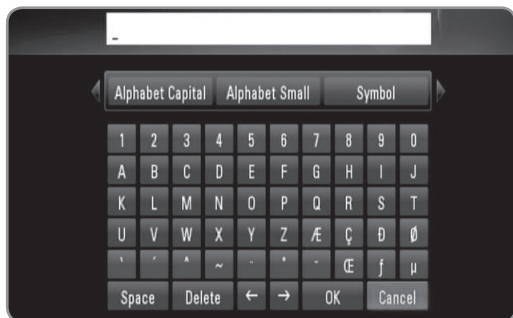 _
Alphabet Capital Alphabet Small Symbol
1 2 3 4 5 6 7 8 9 0
A B C D E F G H I J
K L M N O P Q R S T
U V W X Y Z Æ Ç Ð Ø
` ´ ^ ~ ¨ ° - Œ ƒ µ
Space Delete ← → OK Cancel